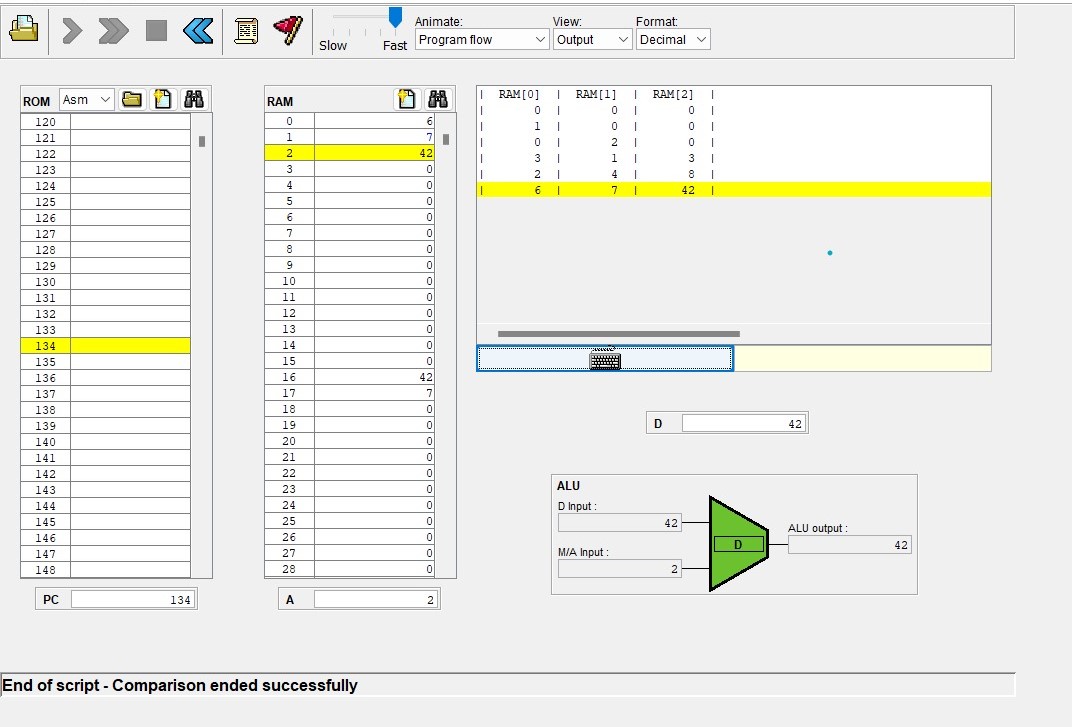 Slow Fast
Animate:
Program flow
View:
Output
Format:
Decimal
ROM Asm
120
121
122
123
124
125
126
127
128
129
130
131
132
133
134
135
136
137
138
139
140
141
142
143
144
145
146
147
148
PC 134
RAM
0 6
1 7
2 42
3 0
4 0
5 0
6 0
7 0
8 0
9 0
10 0
11 0
12 0
13 0
14 0
15 0
16 42
17 7
18 0
19 0
20 0
21 0
22 0
23 0
24 0
25 0
26 0
27 0
28 0
A 2
| RAM[0] | RAM[1] | RAM[2] |
| 0 | 0 | 0 |
| 1 | 0 | 0 |
| 0 | 2 | 0 |
| 3 | 1 | 3 |
| 2 | 4 | 8 |
| 6 | 7 | 42 |
D 42
ALU
D Input :
42
M/A Input :
2
D
ALU output :
42
End of script - Comparison ended successfully